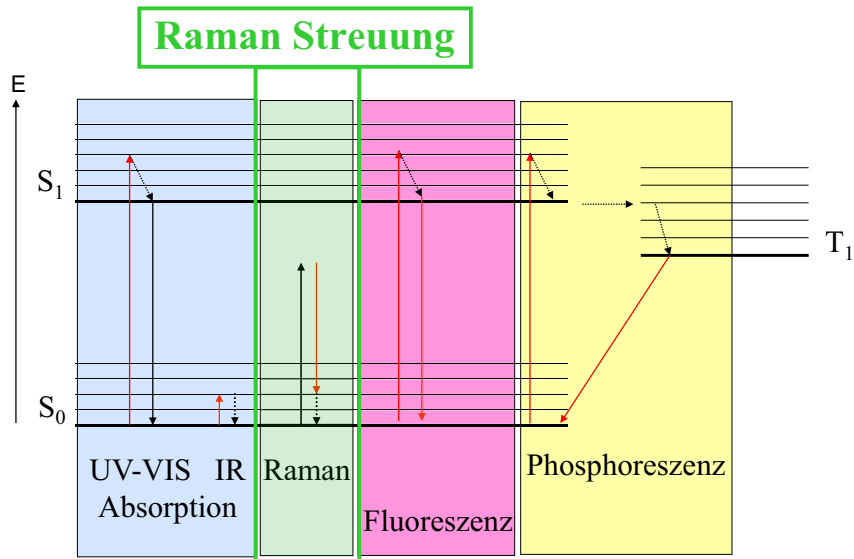 Raman Streuung
E
S₁
T₁
S₀
UV-VIS IR
Absorption
Raman
Fluoreszenz
Phosphoreszenz